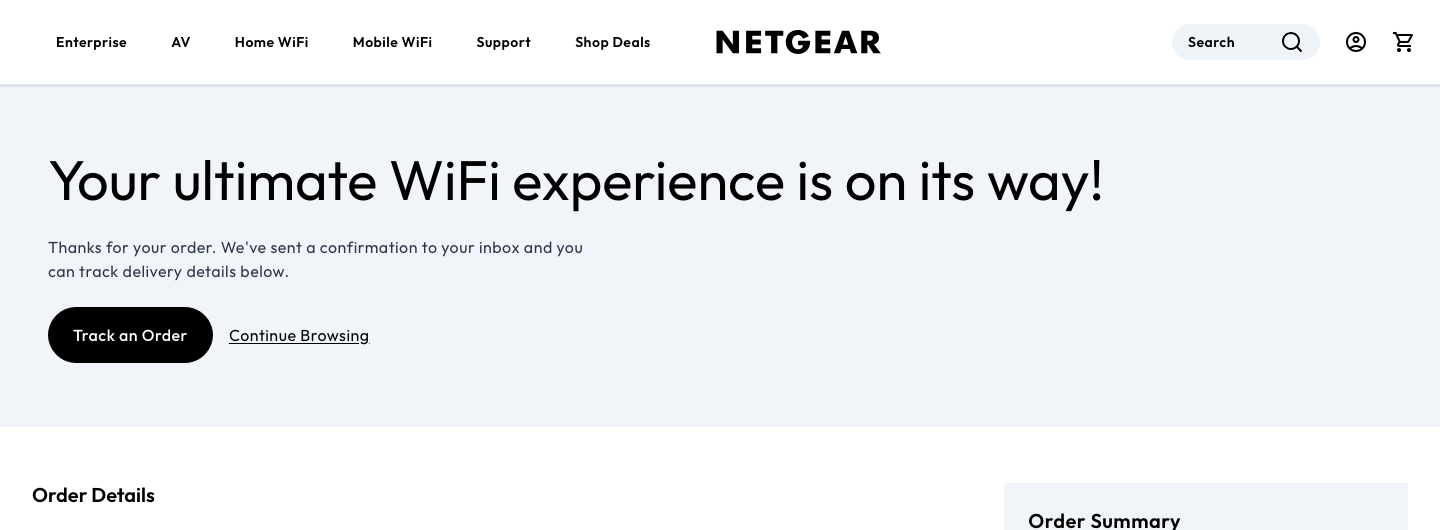 Enterprise AV Home WiFi Mobile WiFi Support Shop Deals NETGEAR Search
Your ultimate WiFi experience is on its way!
Thanks for your order. We've sent a confirmation to your inbox and you
can track delivery details below.
Track an Order Continue Browsing
Order Details
Order Summary